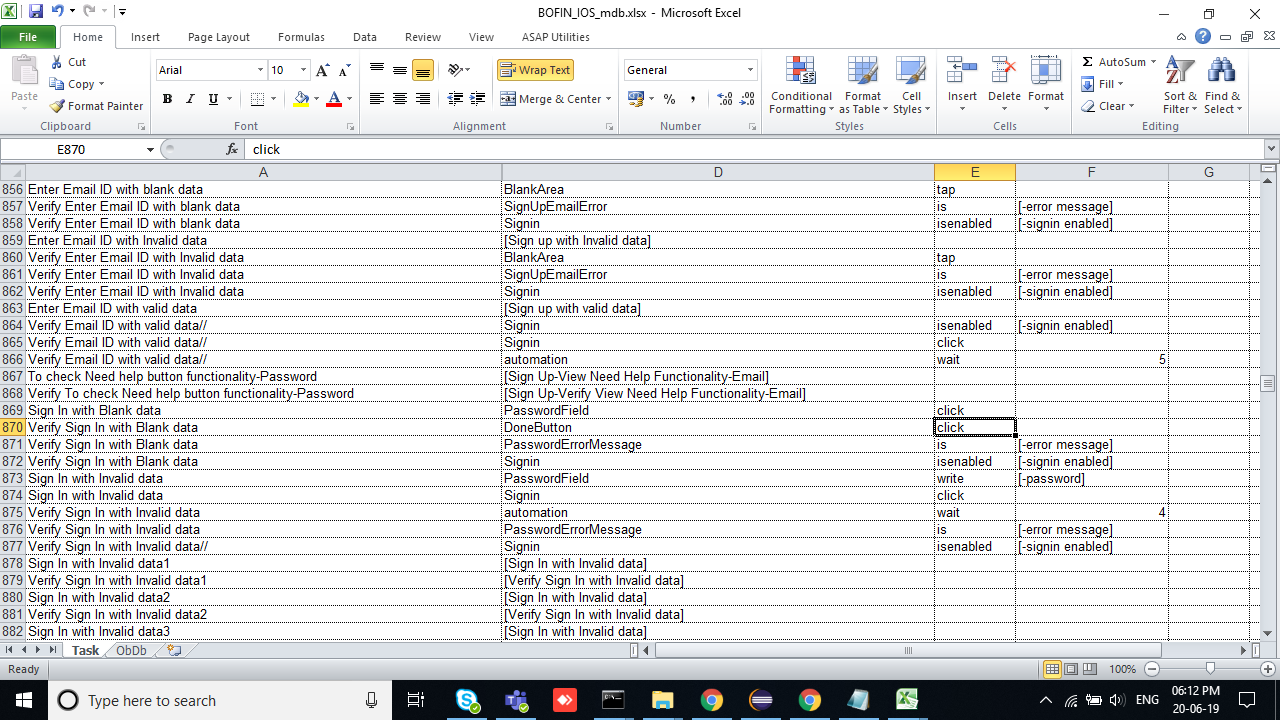 BOFIN_IOS_mdb.xlsx - Microsoft Excel
File Home Insert Page Layout Formulas Data Review View ASAP Utilities
Paste Cut Copy Format Painter
Arial 10 Wrap Text Merge & Center General
B I U A % ,
Conditional Formatting Format as Table Cell Styles Insert Delete Format
Σ AutoSum Fill Clear Sort & Filter Find & Select
Clipboard Font Alignment Number Styles Cells Editing
E870 fx click
A D E F G
856 Enter Email ID with blank data BlankArea tap
857 Verify Enter Email ID with blank data SignUpEmailError is [-error message]
858 Verify Enter Email ID with blank data Signin isenabled [-signin enabled]
859 Enter Email ID with Invalid data [Sign up with Invalid data]
860 Verify Enter Email ID with Invalid data BlankArea tap
861 Verify Enter Email ID with Invalid data SignUpEmailError is [-error message]
862 Verify Enter Email ID with Invalid data Signin isenabled [-signin enabled]
863 Enter Email ID with valid data [Sign up with valid data]
864 Verify Email ID with valid data// Signin isenabled [-signin enabled]
865 Verify Email ID with valid data// Signin click
866 Verify Email ID with valid data// automation wait 5
867 To check Need help button functionality-Password [Sign Up-View Need Help Functionality-Email]
868 Verify To check Need help button functionality-Password [Sign Up-Verify View Need Help Functionality-Email]
869 Sign In with Blank data PasswordField click
870 Verify Sign In with Blank data DoneButton click
871 Verify Sign In with Blank data PasswordErrorMessage is [-error message]
872 Verify Sign In with Blank data Signin isenabled [-signin enabled]
873 Sign In with Invalid data PasswordField write [-password]
874 Sign In with Invalid data Signin click
875 Verify Sign In with Invalid data automation wait 4
876 Verify Sign In with Invalid data PasswordErrorMessage is [-error message]
877 Verify Sign In with Invalid data// Signin isenabled [-signin enabled]
878 Sign In with Invalid data1 [Sign In with Invalid data]
879 Verify Sign In with Invalid data1 [Verify Sign In with Invalid data]
880 Sign In with Invalid data2 [Sign In with Invalid data]
881 Verify Sign In with Invalid data2 [Verify Sign In with Invalid data]
882 Sign In with Invalid data3 [Sign In with Invalid data]
Task ObDb
Ready 100%
Type here to search ENG 06:12 PM
20-06-19